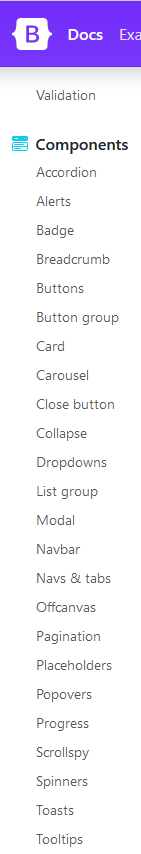 B
Docs Exa
Validation
Components
Accordion
Alerts
Badge
Breadcrumb
Buttons
Button group
Card
Carousel
Close button
Collapse
Dropdowns
List group
Modal
Navbar
Navs & tabs
Offcanvas
Pagination
Placeholders
Popovers
Progress
Scrollspy
Spinners
Toasts
Tooltips